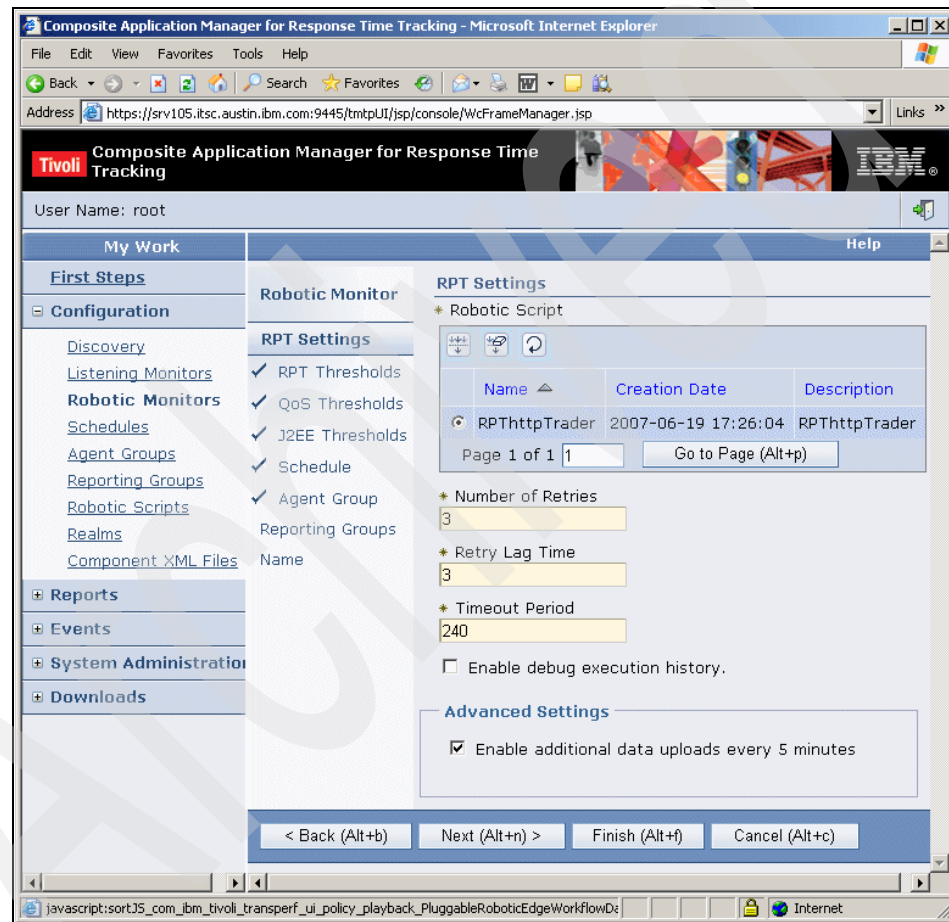 Composite Application Manager for Response Time Tracking - Microsoft Internet Explorer
File Edit View Favorites Tools Help
Back Search Favorites
Address https://srv105.itsc.austin.ibm.com:9445/tmtpUI/jsp/console/WcFrameManager.jsp Links »
Tivoli Composite Application Manager for Response Time Tracking IBM®
User Name: root
My Work
Help
First Steps
Configuration
Discovery
Listening Monitors
Robotic Monitors
Schedules
Agent Groups
Reporting Groups
Robotic Scripts
Realms
Component XML Files
Reports
Events
System Administratio
Downloads
Robotic Monitor
RPT Settings
RPT Thresholds
QoS Thresholds
J2EE Thresholds
Schedule
Agent Group
Reporting Groups
Name
RPT Settings
* Robotic Script
Name Creation Date Description
RPThttpTrader 2007-06-19 17:26:04 RPThttpTrader
Page 1 of 1 1 Go to Page (Alt+p)
* Number of Retries
3
* Retry Lag Time
3
* Timeout Period
240
Enable debug execution history.
Advanced Settings
Enable additional data uploads every 5 minutes
< Back (Alt+b) Next (Alt+n) > Finish (Alt+f) Cancel (Alt+c)
javascript:sortJS_com_ibm_tivoli_transperf_ui_policy_playback_PluggableRoboticEdgeWorkflowDa Internet